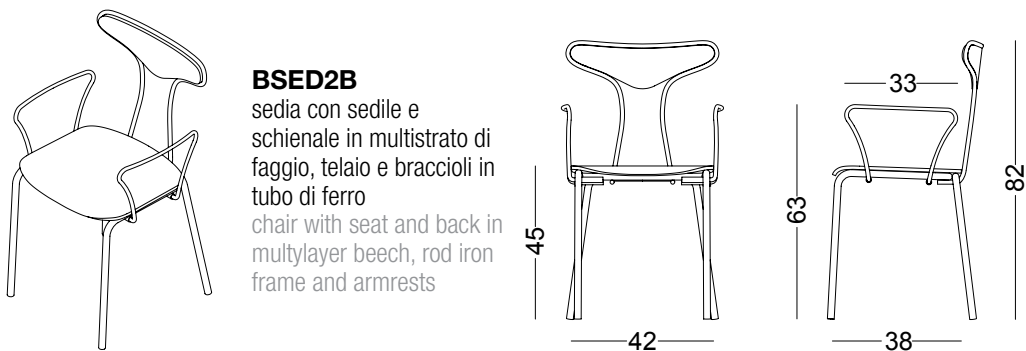 BSED2B
sedia con sedile e
schienale in multistrato di
faggio, telaio e braccioli in
tubo di ferro
chair with seat and back in
multylayer beech, rod iron
frame and armrests
45
42
33
63
38
82